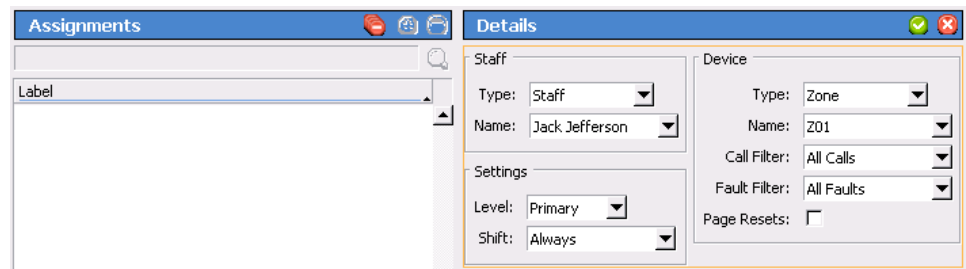 Assignments
Label
Details
Staff
Type: Staff
Name: Jack Jefferson
Settings
Level: Primary
Shift: Always
Device
Type: Zone
Name: Z01
Call Filter: All Calls
Fault Filter: All Faults
Page Resets: